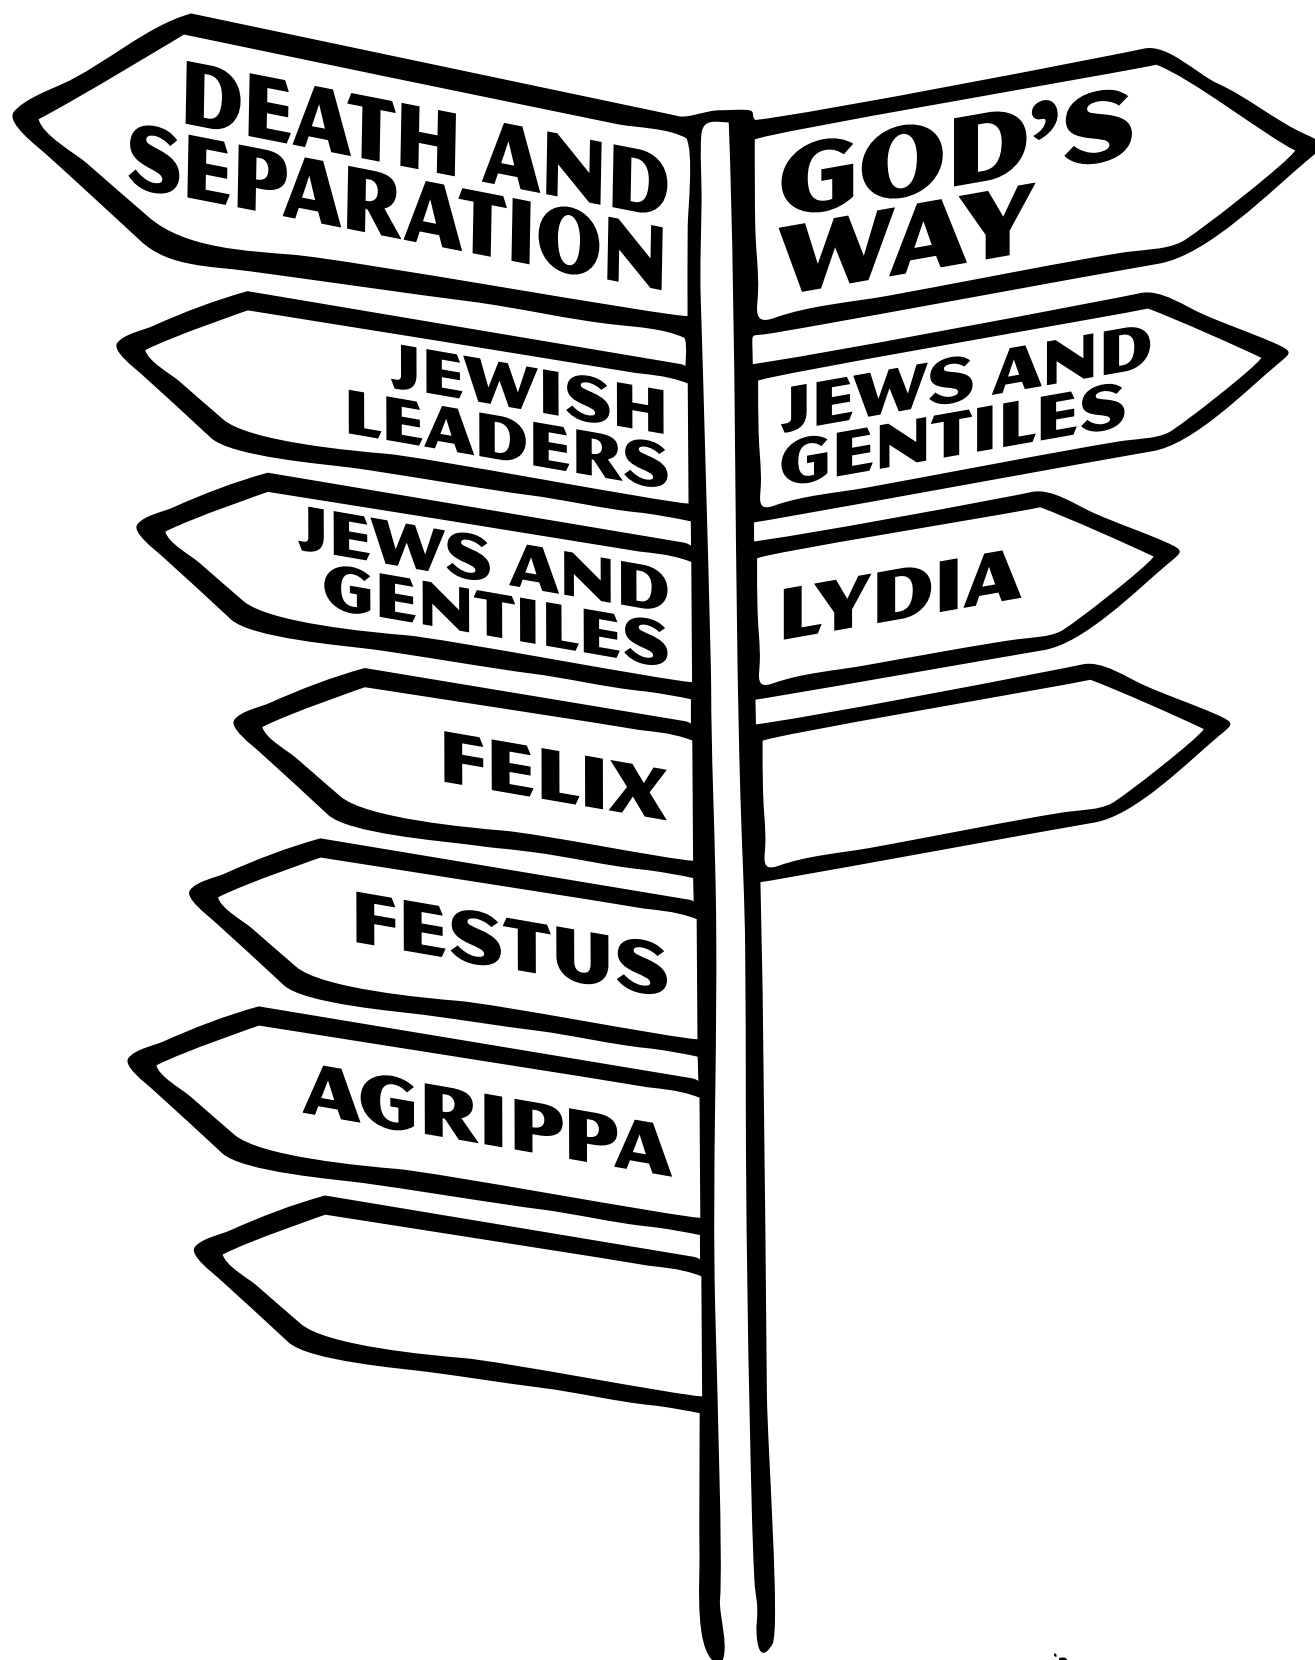 DEATH AND
SEPARATION
JEWISH
LEADERS
JEWS AND
GENTILES
FELIX
FESTUS
AGRIPPA
GOD'S
WAY
JEWS AND
GENTILES
LYDIA